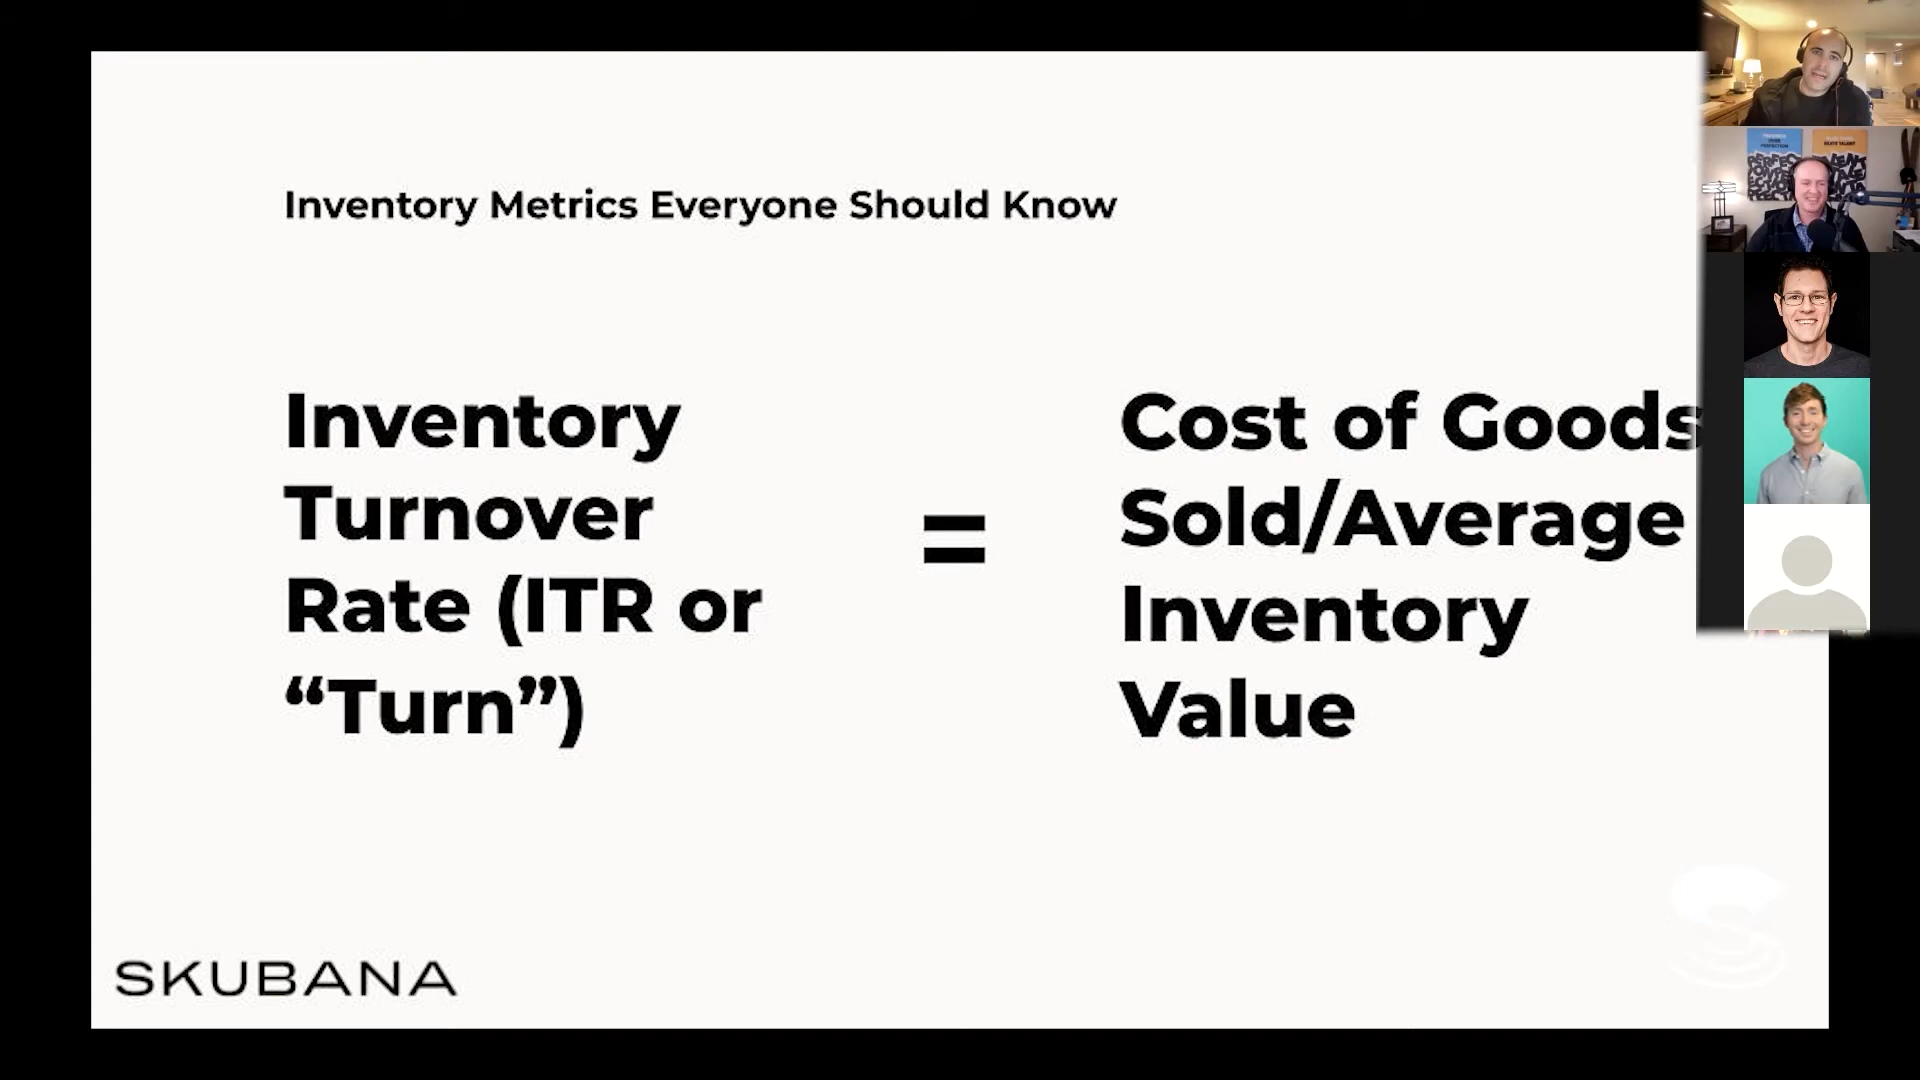 Inventory Metrics Everyone Should Know
Inventory
Turnover
Rate (ITR or
“Turn”)
=
Cost of Goods
Sold/Average
Inventory
Value
SKUBANA